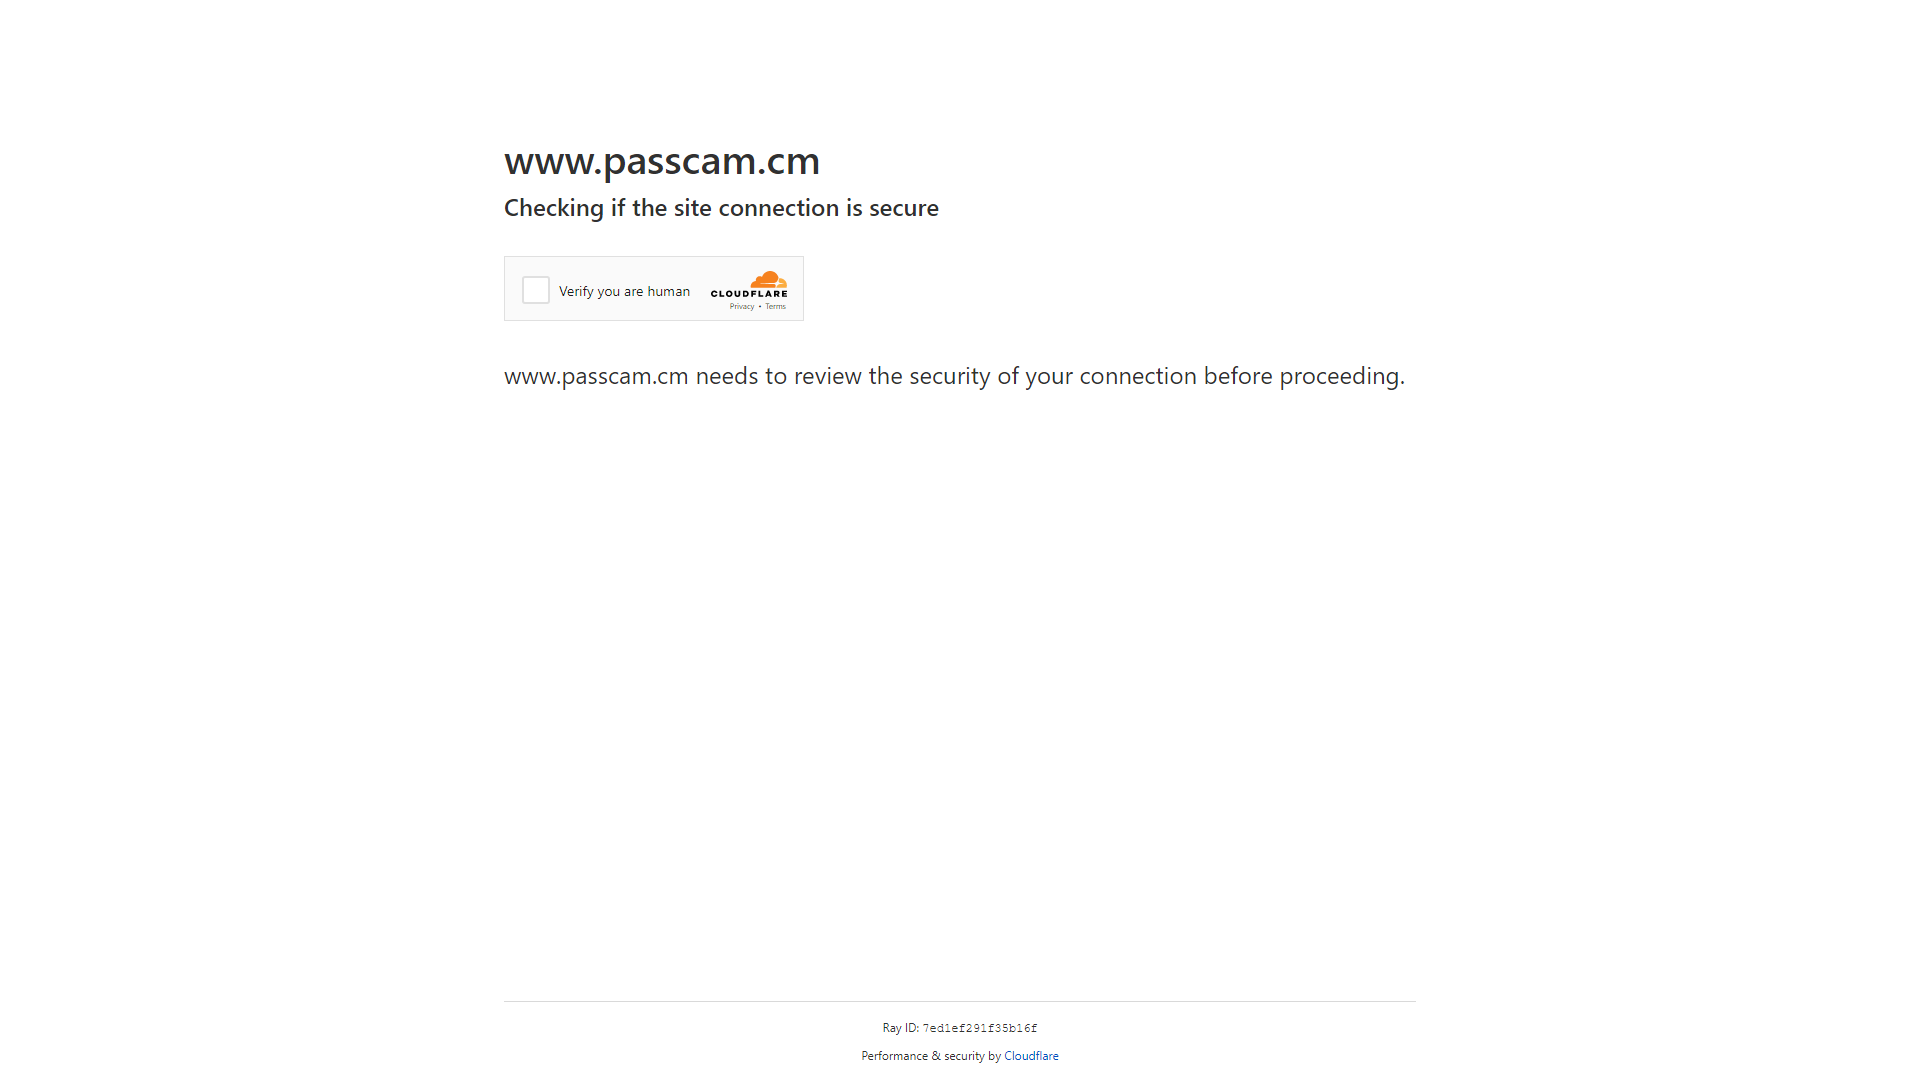 www.passcam.cm
Checking if the site connection is secure
Verify you are human
CLOUDFLARE
Privacy • Terms
www.passcam.cm needs to review the security of your connection before proceeding.
Ray ID: 7ed1ef291f35b16f
Performance & security by Cloudflare